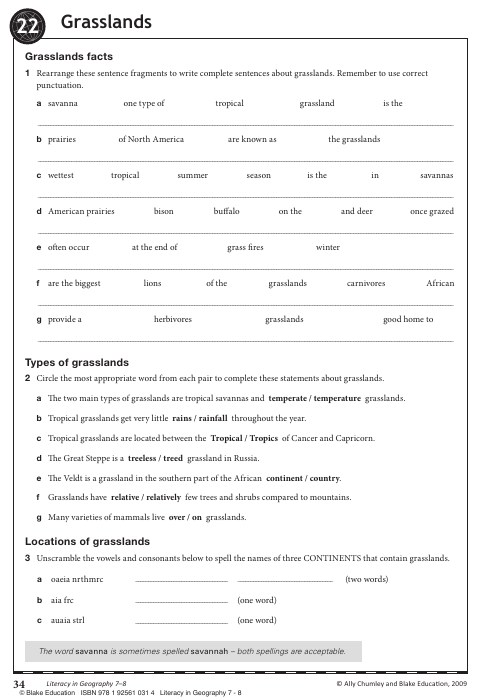 22 Grasslands
Grasslands facts
1 Rearrange these sentence fragments to write complete sentences about grasslands. Remember to use correct
punctuation.
a savanna one type of tropical grassland is the
b prairies of North America are known as the grasslands
c wettest tropical summer season is the in savannas
d American prairies bison buffalo on the and deer once grazed
e often occur at the end of grass fires winter
f are the biggest lions of the grasslands carnivores African
g provide a herbivores grasslands good home to
Types of grasslands
2 Circle the most appropriate word from each pair to complete these statements about grasslands.
a The two main types of grasslands are tropical savannas and temperate / temperature grasslands.
b Tropical grasslands get very little rains / rainfall throughout the year.
c Tropical grasslands are located between the Tropical / Tropics of Cancer and Capricorn.
d The Great Steppe is a treeless / treed grassland in Russia.
e The Veldt is a grassland in the southern part of the African continent / country.
f Grasslands have relative / relatively few trees and shrubs compared to mountains.
g Many varieties of mammals live over / on grasslands.
Locations of grasslands
3 Unscramble the vowels and consonants below to spell the names of three CONTINENTS that contain grasslands.
a oaeia nrthmrc (two words)
b aia frc (one word)
c auaia strl (one word)
The word savanna is sometimes spelled savannah – both spellings are acceptable.
34 Literacy in Geography 7–8 © Ally Chumley and Blake Education, 2009
© Blake Education ISBN 978 1 92561 031 4 Literacy in Geography 7 - 8